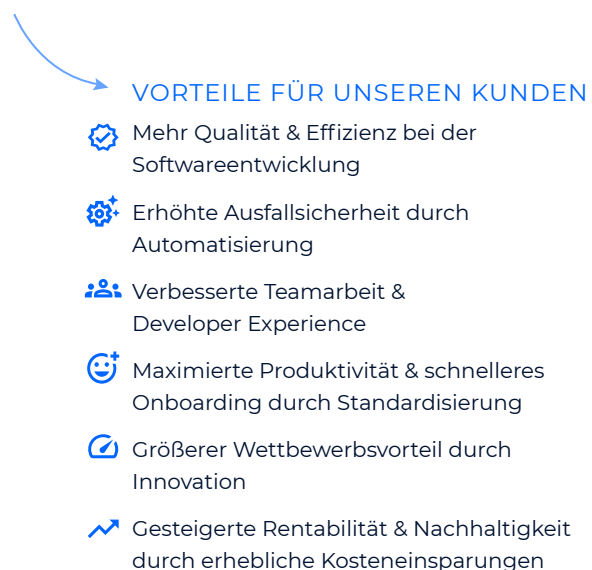 VORTEILE FÜR UNSEREN KUNDEN
Mehr Qualität & Effizienz bei der
Softwareentwicklung
Erhöhte Ausfallsicherheit durch
Automatisierung
Verbesserte Teamarbeit &
Developer Experience
Maximierte Produktivität & schnelleres
Onboarding durch Standardisierung
Größerer Wettbewerbsvorteil durch
Innovation
Gesteigerte Rentabilität & Nachhaltigkeit
durch erhebliche Kosteneinsparungen